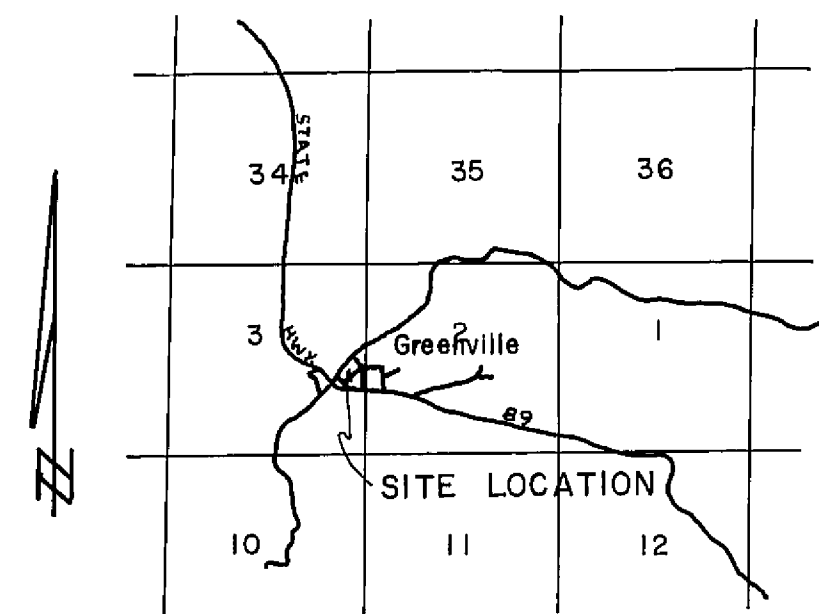 STATE
34 35 36
3 HWY. 2 1
Greenville
89
SITE LOCATION
10 11 12
N